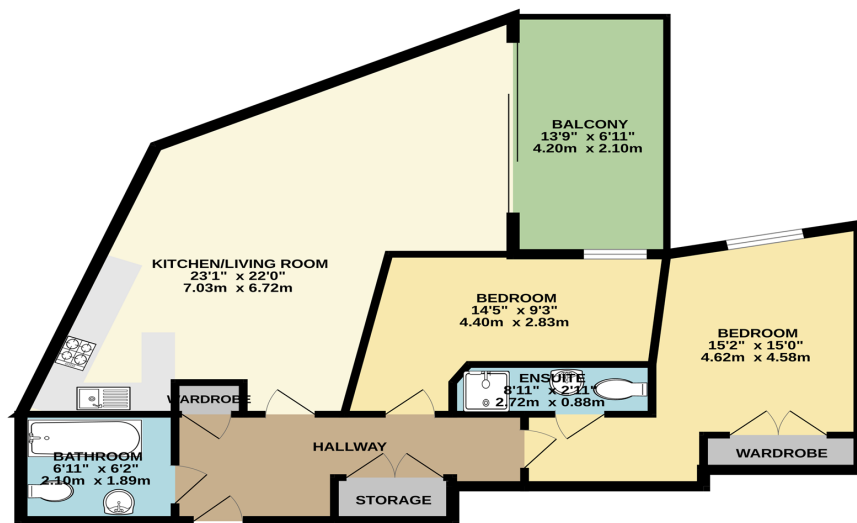 BALCONY
13'9" x 6'11"
4.20m x 2.10m
KITCHEN/LIVING ROOM
23'1" x 22'0"
7.03m x 6.72m
BEDROOM
14'5" x 9'3"
4.40m x 2.83m
BEDROOM
15'2" x 15'0"
4.62m x 4.58m
ENSUITE
8'11" x 2'11"
2.72m x 0.88m
WARDROBE
HALLWAY
BATHROOM
6'11" x 6'2"
2.10m x 1.89m
WARDROBE
STORAGE